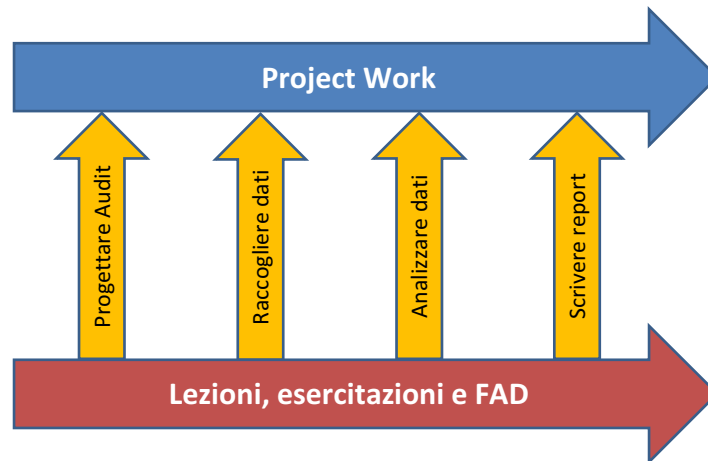 Project Work
Progettare Audit
Raccogliere dati
Analizzare dati
Scrivere report
Lezioni, esercitazioni e FAD